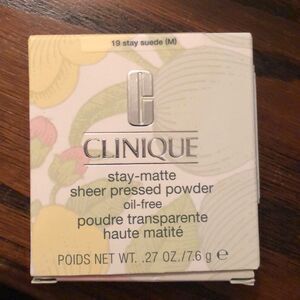 19 stay suede (M)
C
CLINIQUE
stay-matte
sheer pressed powder
oil-free
poudre transparente
haute matité
POIDS NET WT. .27 OZ./7.6 g ℮